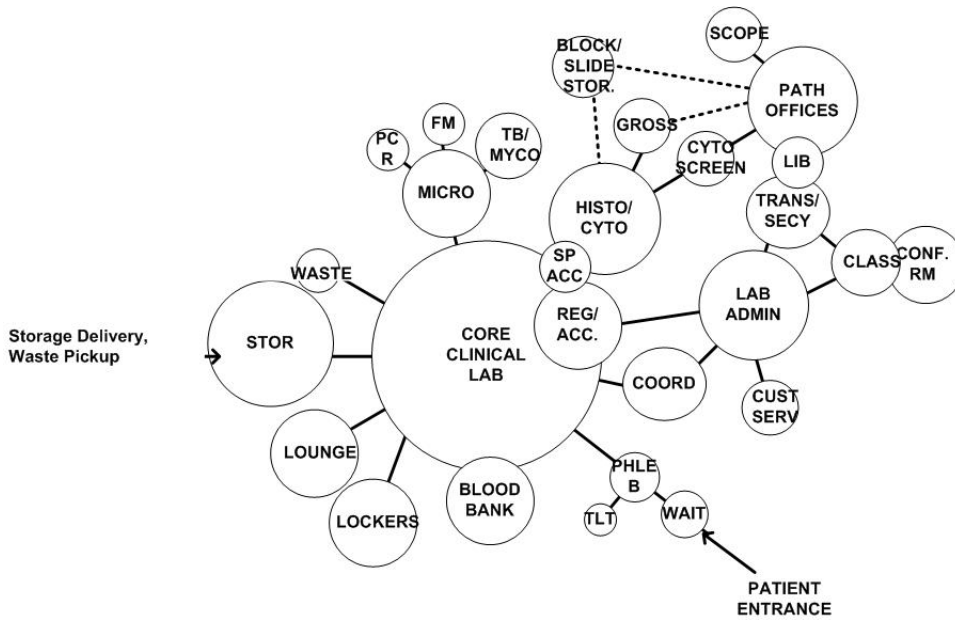 SCOPE
BLOCK/
SLIDE
STOR.
PATH
OFFICES
GROSS
FM
PC
R
TB/
MYCO
CYTO
SCREEN
LIB
MICRO
HISTO/
CYTO
TRANS/
SECY
SP
ACC
CLASS
CONF.
RM
WASTE
LAB
ADMIN
REG/
ACC.
Storage Delivery,
Waste Pickup
STOR
CORE
CLINICAL
LAB
COORD
CUST
SERV
LOUNGE
PHLE
B
BLOOD
BANK
LOCKERS
TLT
WAIT
PATIENT
ENTRANCE